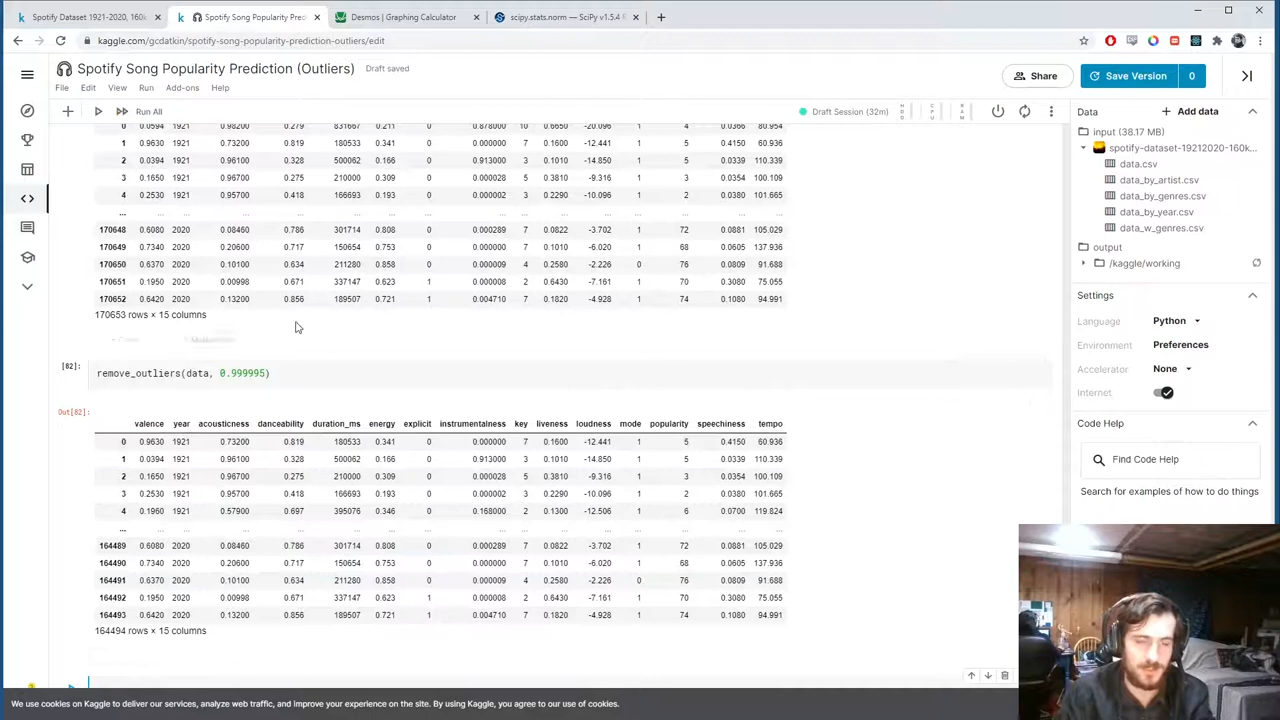 Spotify Dataset 1921-2020, 160k
Spotify Song Popularity Pred
Desmos | Graphing Calculator
scipy.stats.norm — SciPy v1.5.4 R
kaggle.com/gcdatkin/spotify-song-popularity-prediction-outliers/edit
Spotify Song Popularity Prediction (Outliers)
Draft saved
Share
Save Version
0
File Edit View Run Add-ons Help
Run All
Draft Session (32m)
0 0.0594 1921 0.98200 0.279 831667 0.211 0 0.878000 10 0.6650 -20.096 1 4 0.0366 80.954
1 0.9630 1921 0.73200 0.819 180533 0.341 0 0.000000 7 0.1600 -12.441 1 5 0.4150 60.936
2 0.0394 1921 0.96100 0.328 500062 0.166 0 0.913000 3 0.1010 -14.850 1 5 0.0339 110.339
3 0.1650 1921 0.96700 0.275 210000 0.309 0 0.000028 5 0.3810 -9.316 1 3 0.0354 100.109
4 0.2530 1921 0.95700 0.418 166693 0.193 0 0.000002 3 0.2290 -10.096 1 2 0.0380 101.665
... ... ... ... ... ... ... ... ... ... ... ... ... ... ... ...
170648 0.6080 2020 0.08460 0.786 301714 0.808 0 0.000289 7 0.0822 -3.702 1 72 0.0881 105.029
170649 0.7340 2020 0.20600 0.717 150654 0.753 0 0.000000 7 0.1010 -6.020 1 68 0.0605 137.936
170650 0.6370 2020 0.10100 0.634 211280 0.858 0 0.000009 4 0.2580 -2.226 0 76 0.0809 91.688
170651 0.1950 2020 0.00998 0.671 337147 0.623 1 0.000008 2 0.6430 -7.161 1 70 0.3080 75.055
170652 0.6420 2020 0.13200 0.856 189507 0.721 1 0.004710 7 0.1820 -4.928 1 74 0.1080 94.991
170653 rows × 15 columns
[82]:
remove_outliers(data, 0.999995)
Out[82]:
valence year acousticness danceability duration_ms energy explicit instrumentalness key liveness loudness mode popularity speechiness tempo
0 0.9630 1921 0.73200 0.819 180533 0.341 0 0.000000 7 0.1600 -12.441 1 5 0.4150 60.936
1 0.0394 1921 0.96100 0.328 500062 0.166 0 0.913000 3 0.1010 -14.850 1 5 0.0339 110.339
2 0.1650 1921 0.96700 0.275 210000 0.309 0 0.000028 5 0.3810 -9.316 1 3 0.0354 100.109
3 0.2530 1921 0.95700 0.418 166693 0.193 0 0.000002 3 0.2290 -10.096 1 2 0.0380 101.665
4 0.1960 1921 0.57900 0.697 395076 0.346 0 0.168000 2 0.1300 -12.506 1 6 0.0700 119.824
... ... ... ... ... ... ... ... ... ... ... ... ... ... ... ...
164489 0.6080 2020 0.08460 0.786 301714 0.808 0 0.000289 7 0.0822 -3.702 1 72 0.0881 105.029
164490 0.7340 2020 0.20600 0.717 150654 0.753 0 0.000000 7 0.1010 -6.020 1 68 0.0605 137.936
164491 0.6370 2020 0.10100 0.634 211280 0.858 0 0.000009 4 0.2580 -2.226 0 76 0.0809 91.688
164492 0.1950 2020 0.00998 0.671 337147 0.623 1 0.000008 2 0.6430 -7.161 1 70 0.3080 75.055
164493 0.6420 2020 0.13200 0.856 189507 0.721 1 0.004710 7 0.1820 -4.928 1 74 0.1080 94.991
164494 rows × 15 columns
Data
Add data
input (38.17 MB)
spotify-dataset-19212020-160k...
data.csv
data_by_artist.csv
data_by_genres.csv
data_by_year.csv
data_w_genres.csv
output
/kaggle/working
Settings
Language Python
Environment Preferences
Accelerator None
Internet
Code Help
Find Code Help
Search for examples of how to do things
We use cookies on Kaggle to deliver our services, analyze web traffic, and improve your experience on the site. By using Kaggle, you agree to our use of cookies.